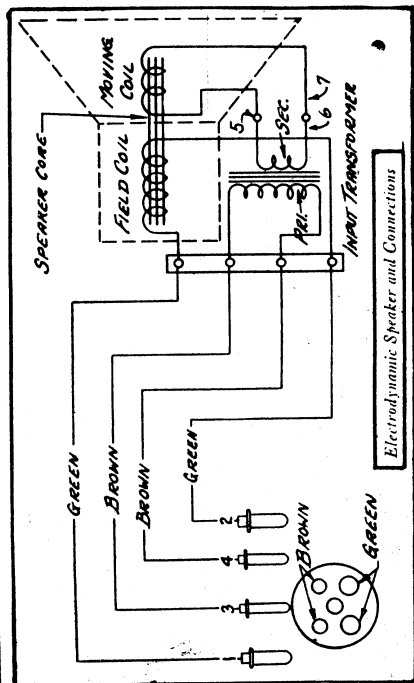 SPEAKER CORE
MOVING
COIL
FIELD COIL
5
SEC.
7
6
PRI.
INPUT TRANSFORMER
GREEN
BROWN
BROWN
GREEN
3
4
2
BROWN
GREEN
Electrodynamic Speaker and Connections